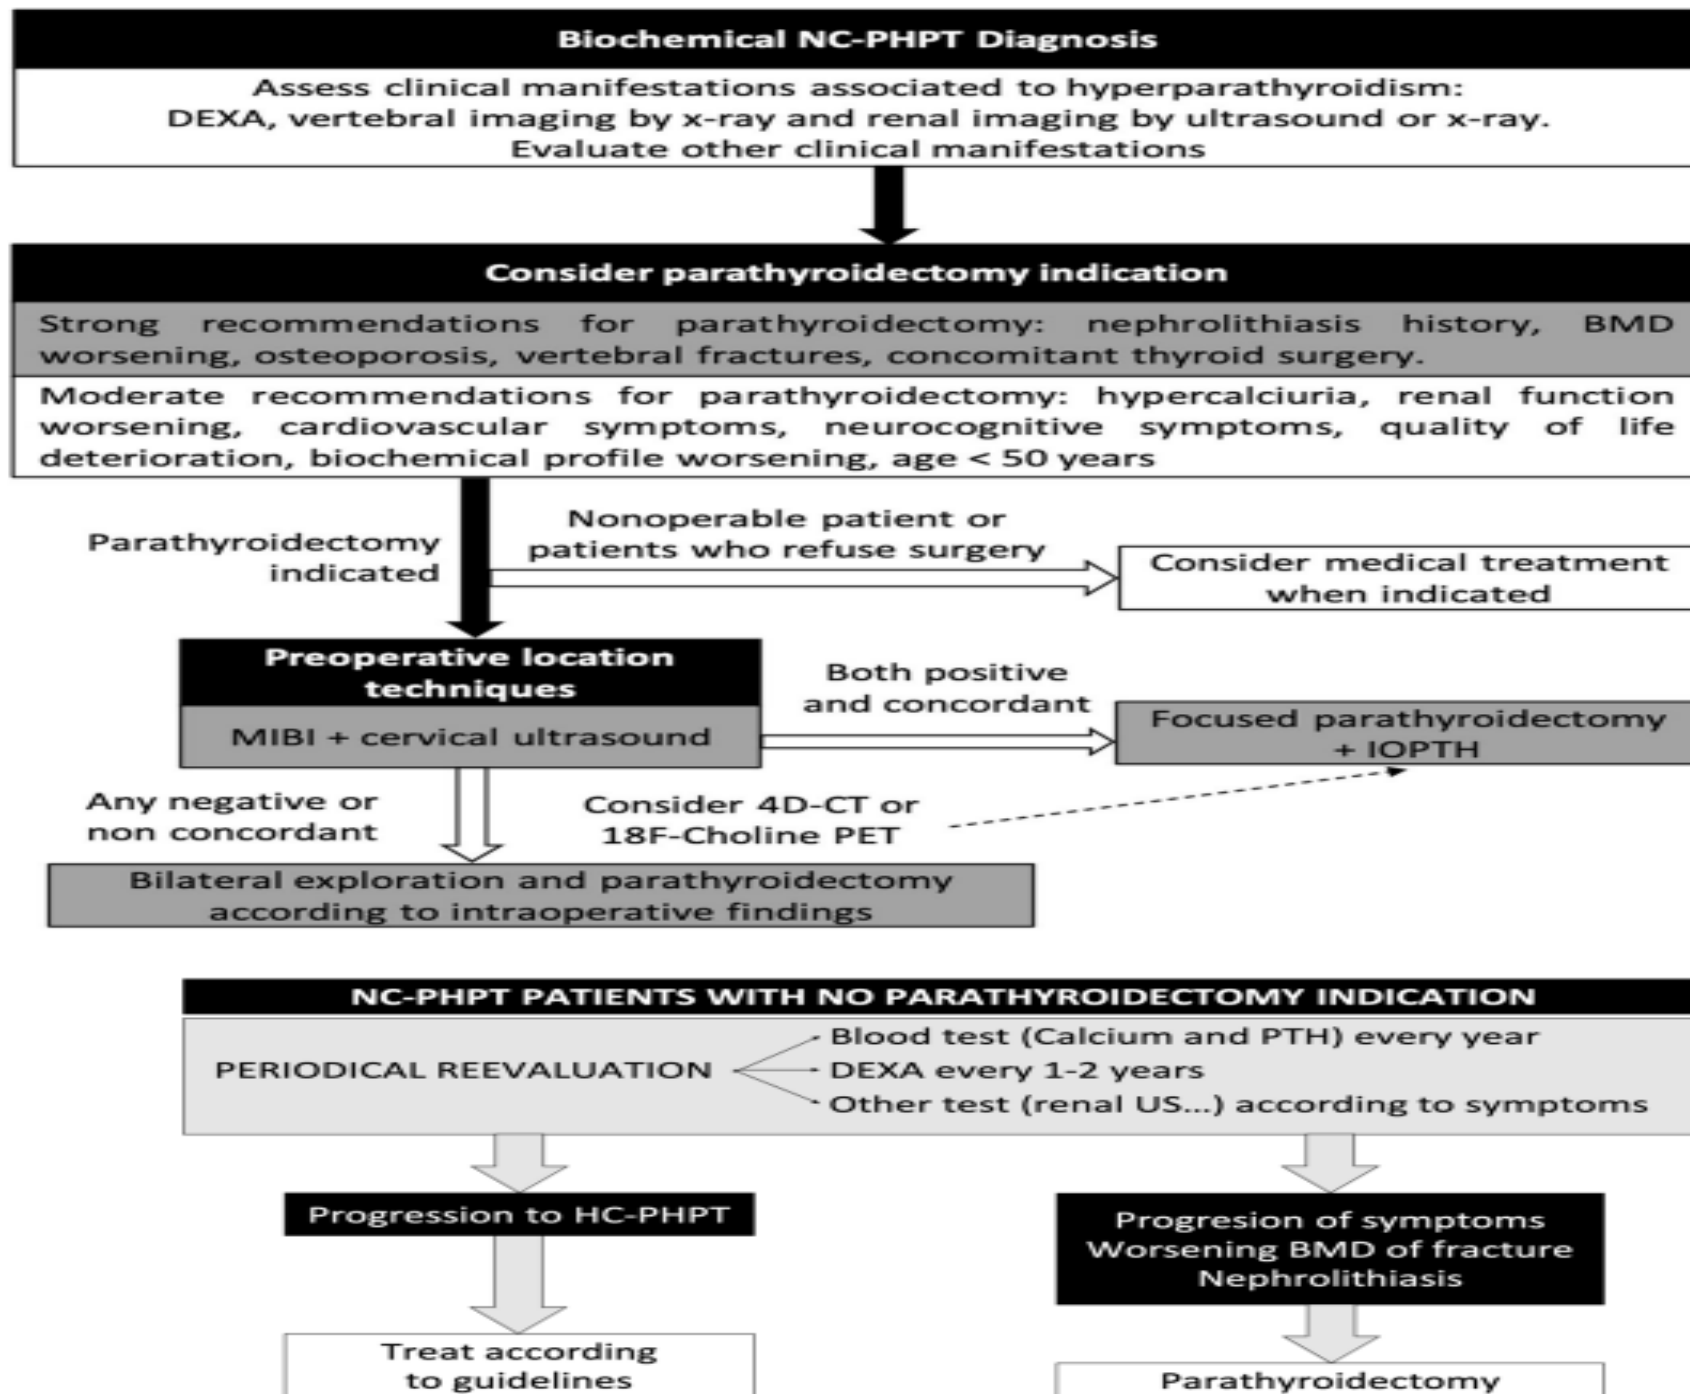 Biochemical NC-PHPT Diagnosis
Assess clinical manifestations associated to hyperparathyroidism:
DEXA, vertebral imaging by x-ray and renal imaging by ultrasound or x-ray.
Evaluate other clinical manifestations
Consider parathyroidectomy indication
Strong recommendations for parathyroidectomy: nephrolithiasis history, BMD
worsening, osteoporosis, vertebral fractures, concomitant thyroid surgery.
Moderate recommendations for parathyroidectomy: hypercalciuria, renal function
worsening, cardiovascular symptoms, neurocognitive symptoms, quality of life
deterioration, biochemical profile worsening, age < 50 years
Parathyroidectomy
indicated
Nonoperable patient or
patients who refuse surgery
Consider medical treatment
when indicated
Preoperative location
techniques
MIBI + cervical ultrasound
Both positive
and concordant
Focused parathyroidectomy
+ IOPTH
Any negative or
non concordant
Consider 4D-CT or
18F-Choline PET
Bilateral exploration and parathyroidectomy
according to intraoperative findings
NC-PHPT PATIENTS WITH NO PARATHYROIDECTOMY INDICATION
PERIODICAL REEVALUATION
Blood test (Calcium and PTH) every year
DEXA every 1-2 years
Other test (renal US...) according to symptoms
Progression to HC-PHPT
Treat according
to guidelines
Progresion of symptoms
Worsening BMD of fracture
Nephrolithiasis
Parathyroidectomy